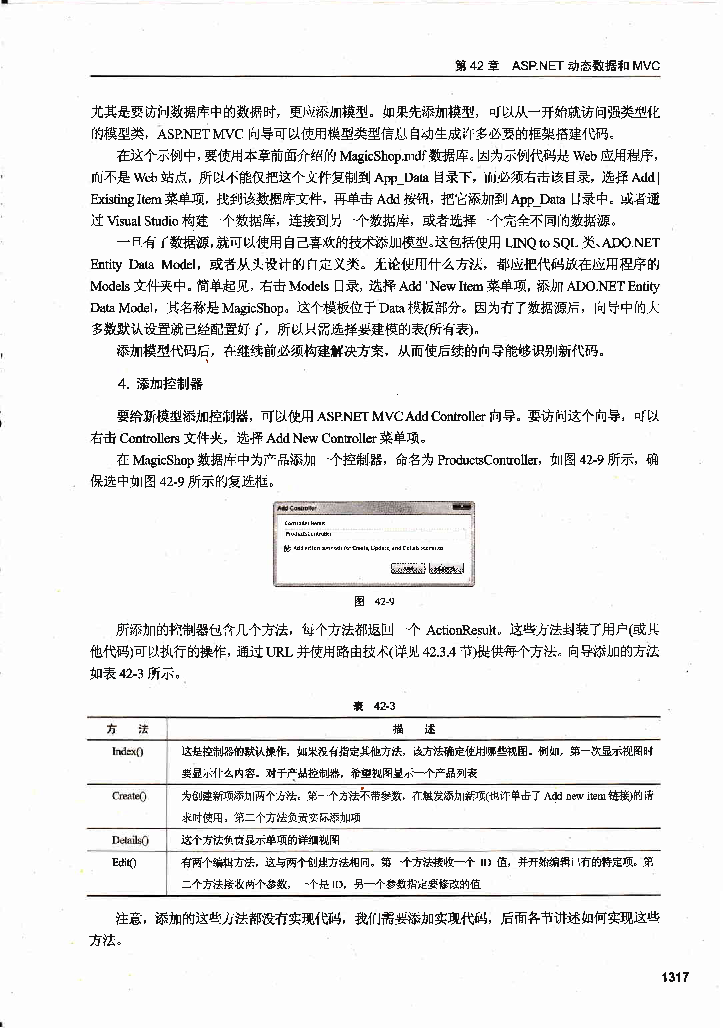 第 42 章 ASP.NET 动态数据和 MVC
尤其是要访问数据库中的数据时，更应添加模型。如果先添加模型，可以从一开始就访问强类型化
的模型类，ASP.NET MVC 向导可以使用模型类型信息自动生成许多必要的框架搭建代码。
在这个示例中，要使用本章前面介绍的 MagicShop.mdf 数据库。因为示例代码是 Web 应用程序，
而不是 Web 站点，所以不能仅把这个文件复制到 App_Data 目录下，而必须右击该目录，选择 Add |
Existing Item 菜单项，找到该数据库文件，再单击 Add 按钮，把它添加到 App_Data 目录中。或者通
过 Visual Studio 构建一个数据库，连接到另一个数据库，或者选择一个完全不同的数据源。
一旦有了数据源，就可以使用自己喜欢的技术添加模型。这包括使用 LINQ to SQL 类、ADO.NET
Entity Data Model，或者从头设计的自定义类。无论使用什么方法，都应把代码放在应用程序的
Models 文件夹中。简单起见，右击 Models 目录，选择 Add | New Item 菜单项，添加 ADO.NET Entity
Data Model，其名称是 MagicShop。这个模板位于 Data 模板部分。因为有了数据源后，向导中的大
多数默认设置就已经配置好了，所以只需选择要建模的表(所有表)。
添加模型代码后，在继续前必须构建解决方案，从而使后续的向导能够识别新代码。
4. 添加控制器
要给新模型添加控制器，可以使用 ASP.NET MVC Add Controller 向导。要访问这个向导，可以
右击 Controllers 文件夹，选择 Add New Controller 菜单项。
在 MagicShop 数据库中为产品添加一个控制器，命名为 ProductsController，如图 42-9 所示，确
保选中如图 42-9 所示的复选框。
Add Controller
Controller Name:
ProductsController
Add action methods for Create, Update, and Details scenarios
图 42-9
所添加的控制器包含几个方法，每个方法都返回一个 ActionResult。这些方法封装了用户(或其
他代码)可以执行的操作，通过 URL 并使用路由技术(详见 42.3.4 节)提供每个方法。向导添加的方法
如表 42-3 所示。
表 42-3
方 法 描 述
Index() 这是控制器的默认操作，如果没有指定其他方法，该方法确定使用哪些视图。例如，第一次显示视图时
要显示什么内容。对于产品控制器，希望视图显示一个产品列表
Create() 为创建新项添加两个方法。第一个方法不带参数，在触发添加新项(也许单击了 Add new item 链接)的请
求时使用，第二个方法负责实际添加项
Details() 这个方法负责显示单项的详细视图
Edit() 有两个编辑方法，这与两个创建方法相同。第一个方法接收一个 ID 值，并开始编辑已有的特定项。第
二个方法接收两个参数，一个是 ID，另一个参数指定要修改的值
注意，添加的这些方法都没有实现代码，我们需要添加实现代码，后面各节讲述如何实现这些
方法。
1317